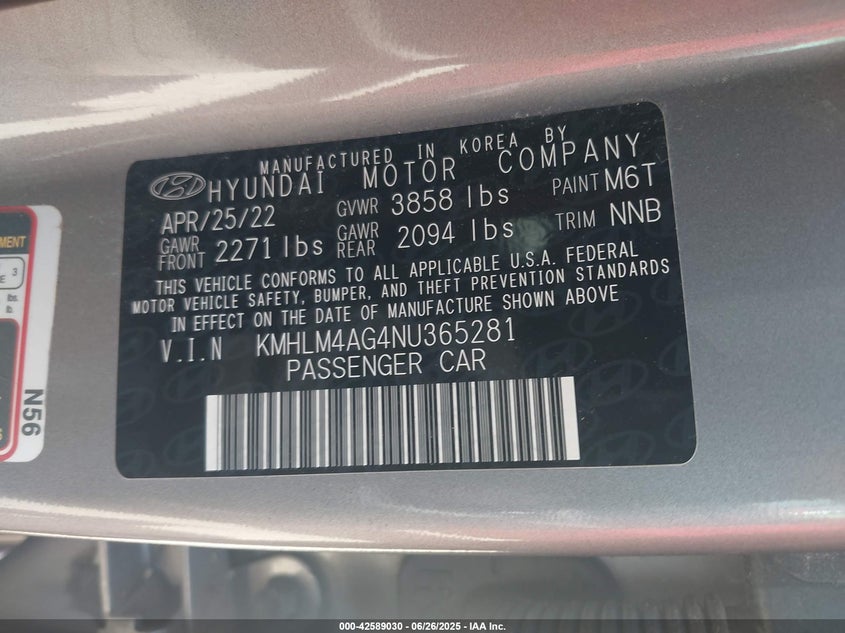 MANUFACTURED IN KOREA BY
HYUNDAI MOTOR COMPANY
APR/25/22 GVWR 3858 lbs PAINT M6T
GAWR FRONT 2271 lbs GAWR REAR 2094 lbs TRIM NNB
THIS VEHICLE CONFORMS TO ALL APPLICABLE U.S.A. FEDERAL
MOTOR VEHICLE SAFETY, BUMPER, AND THEFT PREVENTION STANDARDS
IN EFFECT ON THE DATE OF MANUFACTURE SHOWN ABOVE
V.I.N KMHLM4AG4NU365281
PASSENGER CAR
3
lbs.
lb.
N56
000-42589030 - 06/26/2025 - IAA Inc.